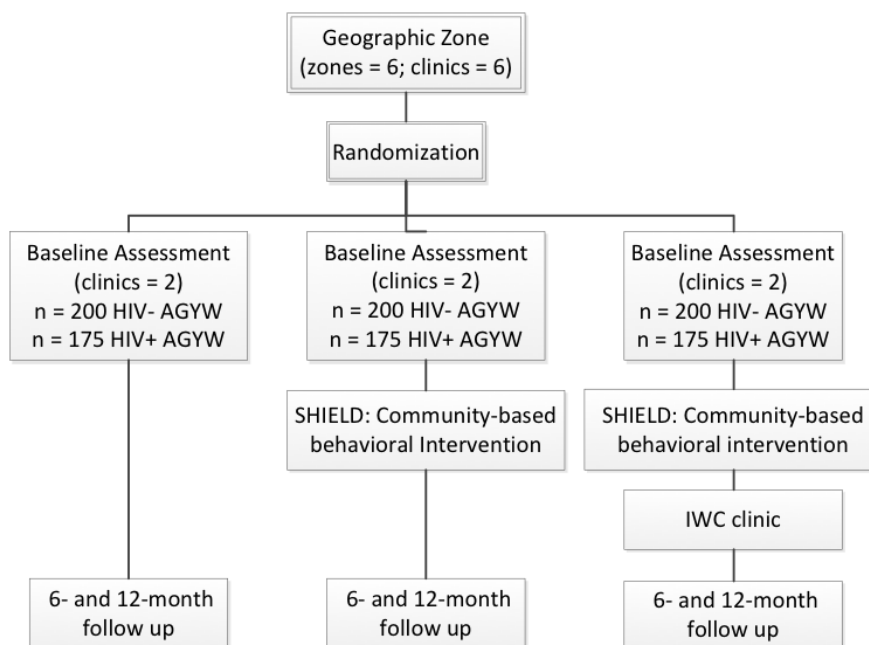 Geographic Zone
(zones = 6; clinics = 6)
Randomization
Baseline Assessment
(clinics = 2)
n = 200 HIV- AGYW
n = 175 HIV+ AGYW
Baseline Assessment
(clinics = 2)
n = 200 HIV- AGYW
n = 175 HIV+ AGYW
Baseline Assessment
(clinics = 2)
n = 200 HIV- AGYW
n = 175 HIV+ AGYW
SHIELD: Community-based
behavioral Intervention
SHIELD: Community-based
behavioral intervention
IWC clinic
6- and 12-month
follow up
6- and 12-month
follow up
6- and 12-month
follow up